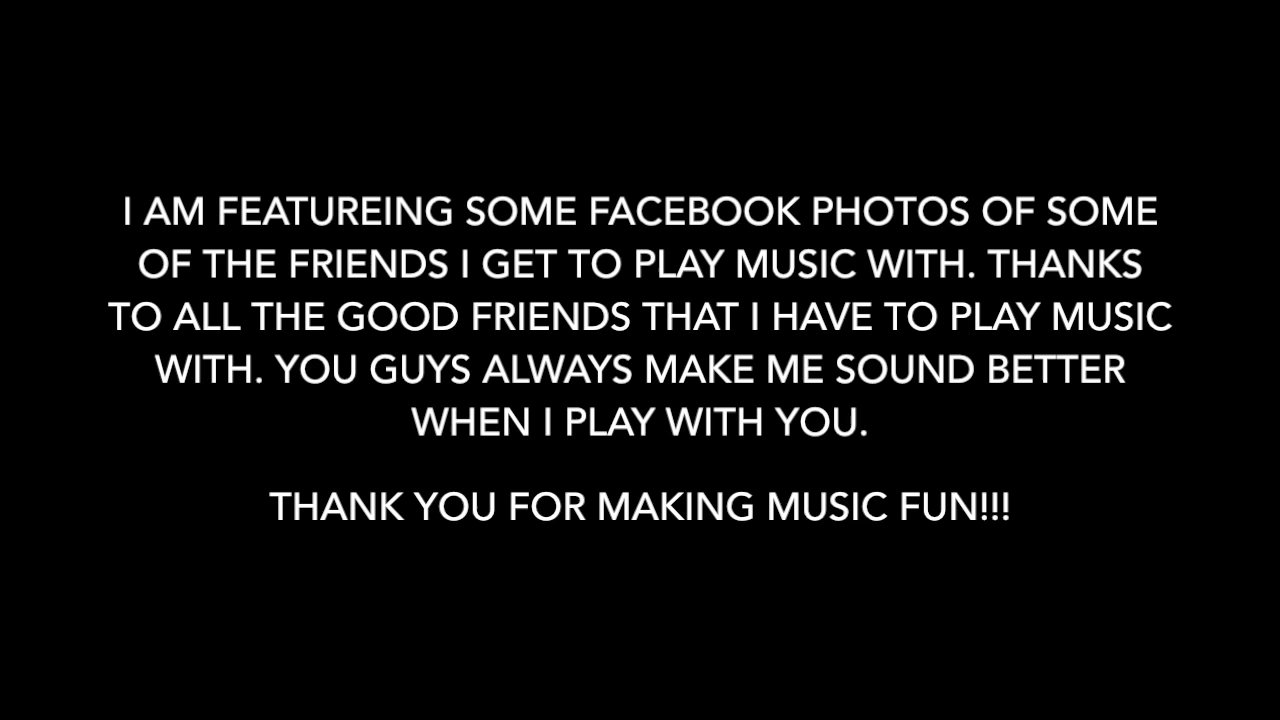 I AM FEATUREING SOME FACEBOOK PHOTOS OF SOME
OF THE FRIENDS I GET TO PLAY MUSIC WITH. THANKS
TO ALL THE GOOD FRIENDS THAT I HAVE TO PLAY MUSIC
WITH. YOU GUYS ALWAYS MAKE ME SOUND BETTER
WHEN I PLAY WITH YOU.
THANK YOU FOR MAKING MUSIC FUN!!!